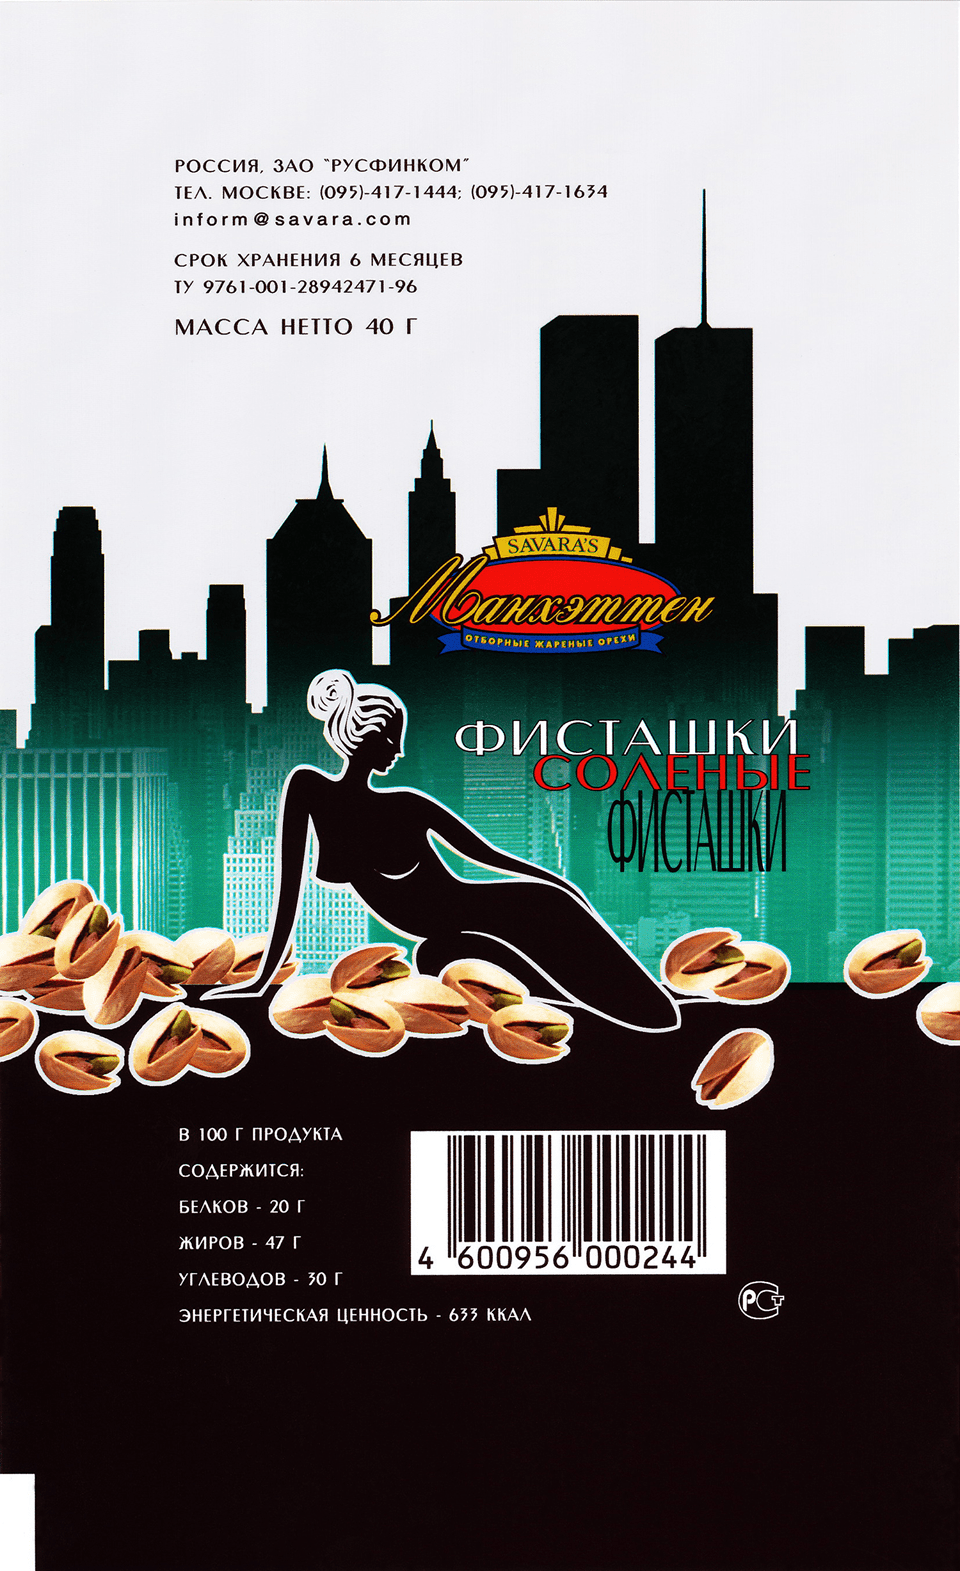 РОССИЯ, ЗАО "РУСФИНКОМ"
ТЕЛ. МОСКВЕ: (095)-417-1444; (095)-417-1634
inform@savara.com
СРОК ХРАНЕНИЯ 6 МЕСЯЦЕВ
ТУ 9761-001-28942471-96
МАССА НЕТТО 40 Г
SAVARA'S
Манхэттен
ОТБОРНЫЕ ЖАРЕНЫЕ ОРЕХИ
ФИСТАШКИ
СОЛЕНЫЕ
ФИСТАШКИ
В 100 Г ПРОДУКТА
СОДЕРЖИТСЯ:
БЕЛКОВ - 20 Г
ЖИРОВ - 47 Г
УГЛЕВОДОВ - 30 Г
ЭНЕРГЕТИЧЕСКАЯ ЦЕННОСТЬ - 633 ККАЛ
4 600956 000244
РСТ